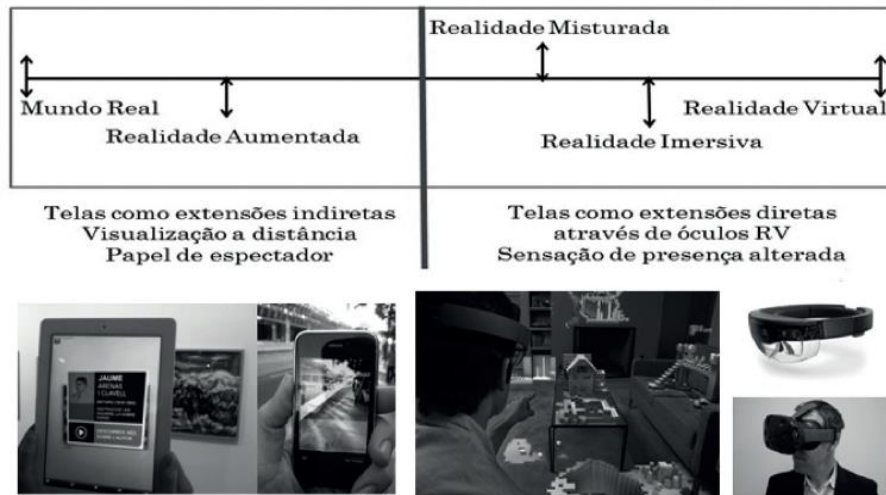 Realidade Misturada
Mundo Real
Realidade Virtual
Realidade Aumentada
Realidade Imersiva
Telas como extensões indiretas
Visualização a distância
Papel de espectador
Telas como extensões diretas
através de óculos RV
Sensação de presença alterada
JAUME
ARENAS
I CLAVELL